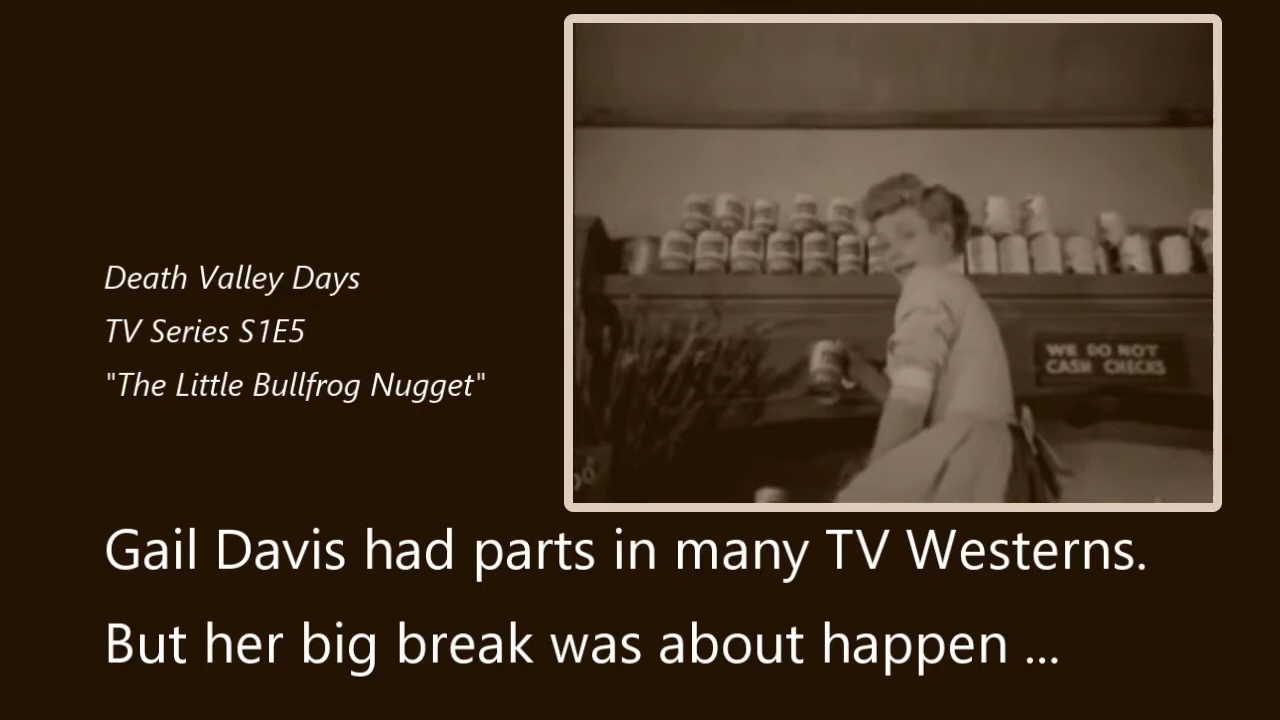 Death Valley Days
TV Series S1E5
"The Little Bullfrog Nugget"
WE DO NOT
CASH CHECKS
Gail Davis had parts in many TV Westerns.
But her big break was about happen ...